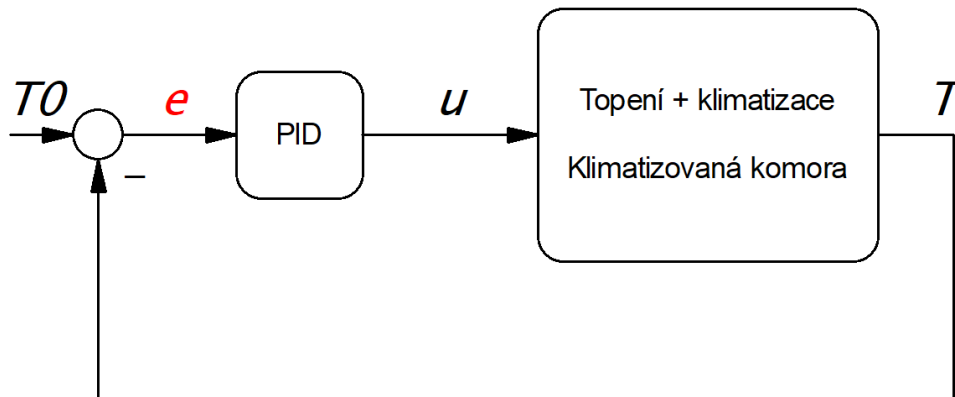 T0
e
PID
u
Topení + klimatizace
Klimatizovaná komora
T
–